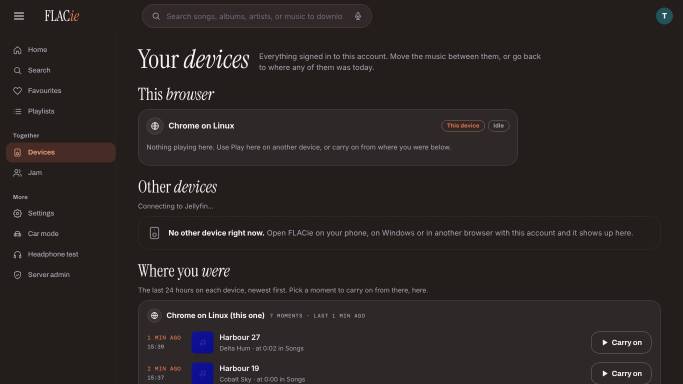 FLACie
Search songs, albums, artists, or music to downlo
T
Home
Search
Favourites
Playlists
Together
Devices
Jam
More
Settings
Car mode
Headphone test
Server admin
Your devices
Everything signed in to this account. Move the music between them, or go back
to where any of them was today.
This browser
Chrome on Linux
This device
Idle
Nothing playing here. Use Play here on another device, or carry on from where you were below.
Other devices
Connecting to Jellyfin...
No other device right now. Open FLACie on your phone, on Windows or in another browser with this account and it shows up here.
Where you were
The last 24 hours on each device, newest first. Pick a moment to carry on from there, here.
Chrome on Linux (this one) 7 MOMENTS · LAST 1 MIN AGO
1 MIN AGO
15:39
Harbour 27
Delta Hum · at 0:02 in Songs
Carry on
2 MIN AGO
15:37
Harbour 19
Cobalt Sky · at 0:00 in Songs
Carry on